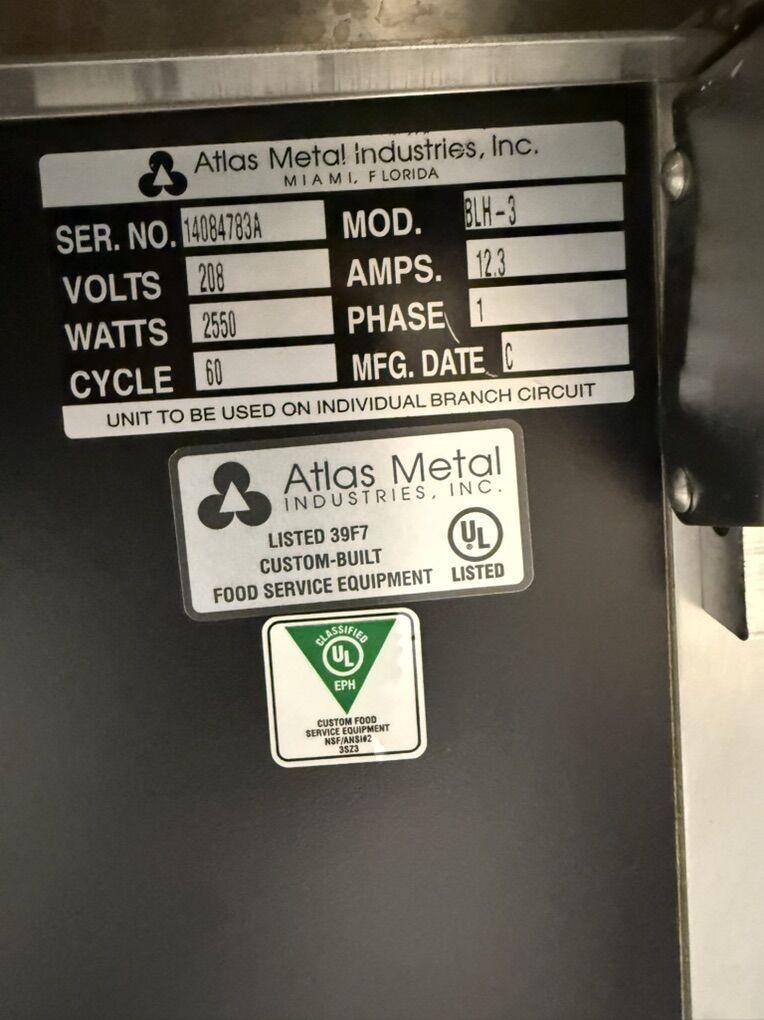 Atlas Metal Industries, Inc.
MIAMI, FLORIDA
SER. NO. 14084783A MOD. BLH-3
VOLTS 208 AMPS. 12.3
WATTS 2550 PHASE 1
CYCLE 60 MFG. DATE C
UNIT TO BE USED ON INDIVIDUAL BRANCH CIRCUIT
Atlas Metal
INDUSTRIES, INC.
LISTED 39F7
CUSTOM-BUILT
FOOD SERVICE EQUIPMENT
UL
LISTED
CLASSIFIED
UL
EPH
CUSTOM FOOD
SERVICE EQUIPMENT
NSF/ANSI#2
3SZ3